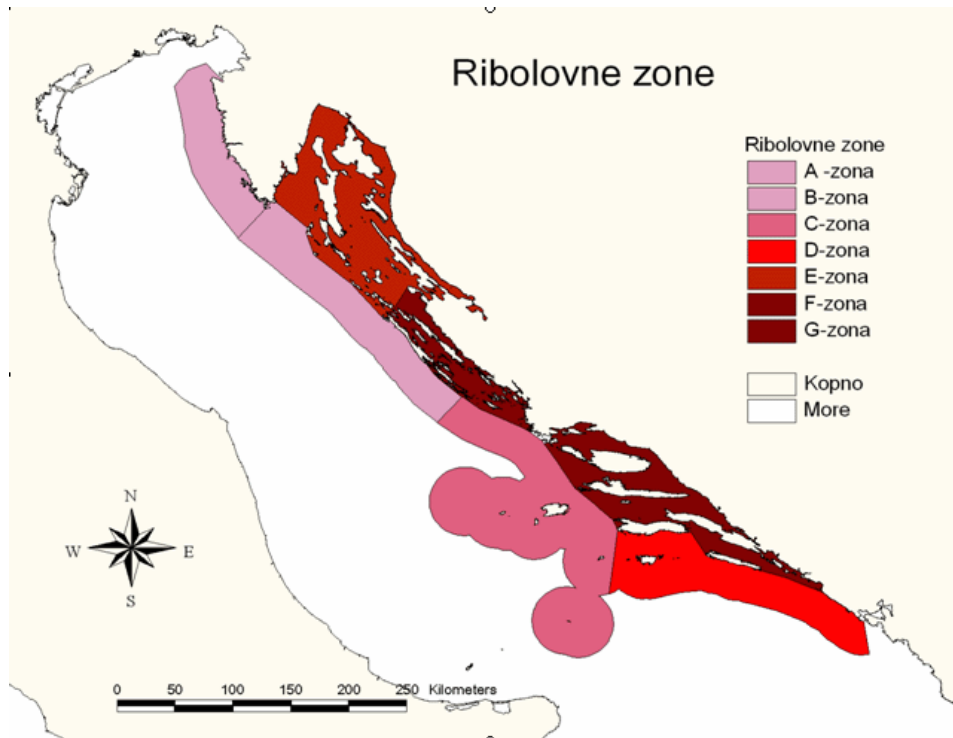 Ribolovne zone
Ribolovne zone
A -zona
B-zona
C-zona
D-zona
E-zona
F-zona
G-zona
Kopno
More
N
W E
S
0 50 100 150 200 250 Kilometers